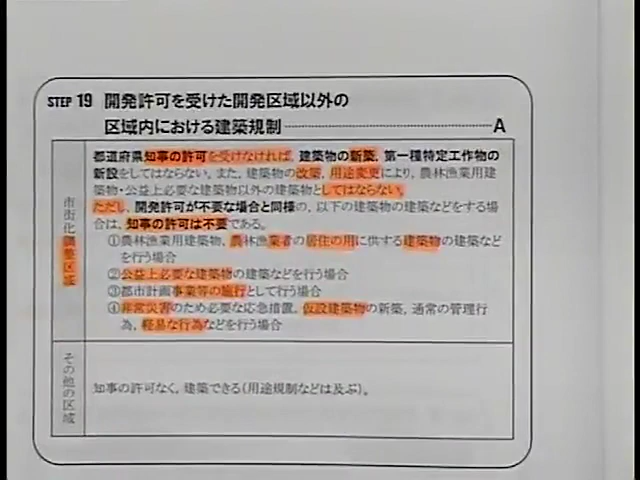 STEP 19 開発許可を受けた開発区域以外の
区域内における建築規制 A
市街化調整区域
都道府県知事の許可を受けなければ、建築物の新築、第一種特定工作物の
新設をしてはならない。また、建築物の改築、用途変更により、農林漁業用建
築物・公益上必要な建築物以外の建築物としてはならない。
ただし、開発許可が不要な場合と同様の、以下の建築物の建築などをする場
合は、知事の許可は不要である。
①農林漁業用建築物、農林漁業者の居住の用に供する建築物の建築など
を行う場合
②公益上必要な建築物の建築などを行う場合
③都市計画事業等の施行として行う場合
④非常災害のため必要な応急措置、仮設建築物の新築、通常の管理行
為、軽易な行為などを行う場合
その他の区域
知事の許可なく、建築できる(用途規制などは及ぶ)。